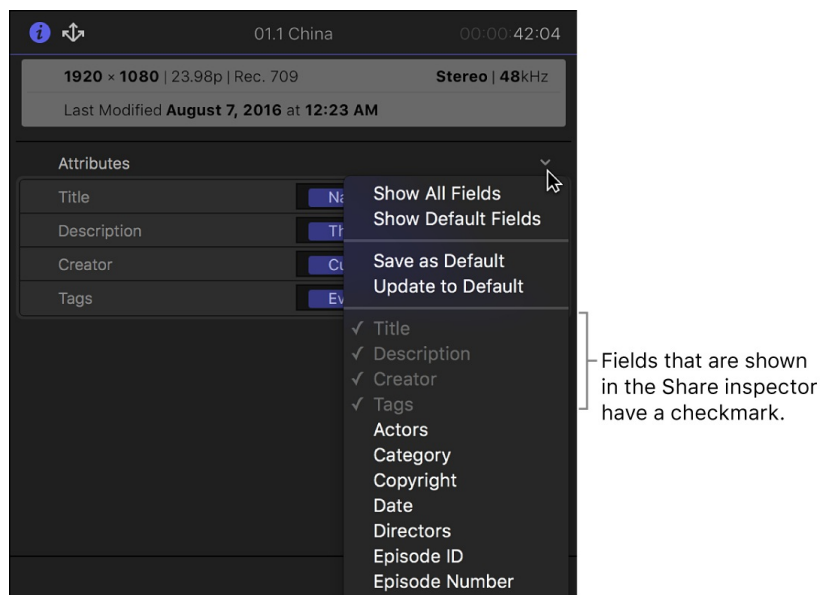 01.1 China 00:00:42:04
1920 × 1080 | 23.98p | Rec. 709 Stereo | 48kHz
Last Modified August 7, 2016 at 12:23 AM
Attributes
Title
Description
Creator
Tags
Show All Fields
Show Default Fields
Save as Default
Update to Default
✓ Title
✓ Description
✓ Creator
✓ Tags
Actors
Category
Copyright
Date
Directors
Episode ID
Episode Number
Fields that are shown
in the Share inspector
have a checkmark.